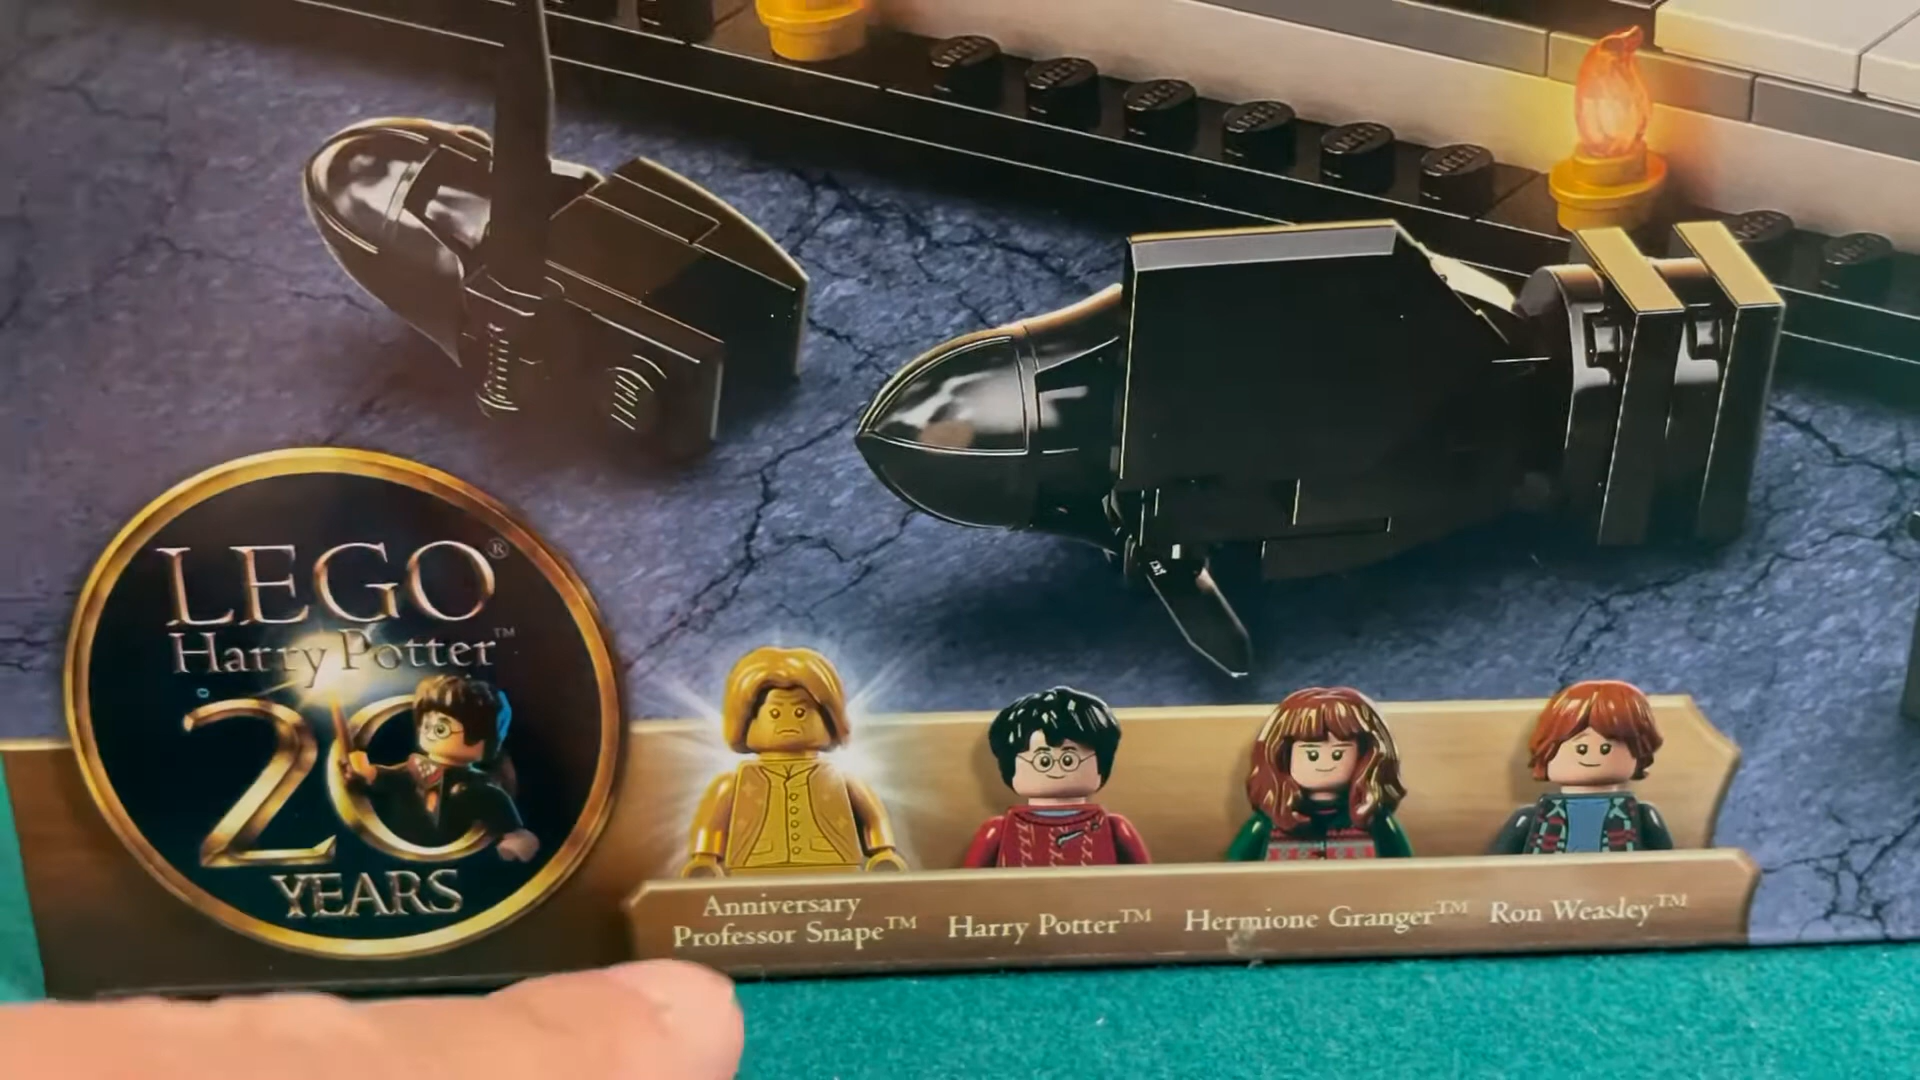 LEGO®
Harry Potter™
20
YEARS
Anniversary
Professor Snape™
Harry Potter™
Hermione Granger™
Ron Weasley™